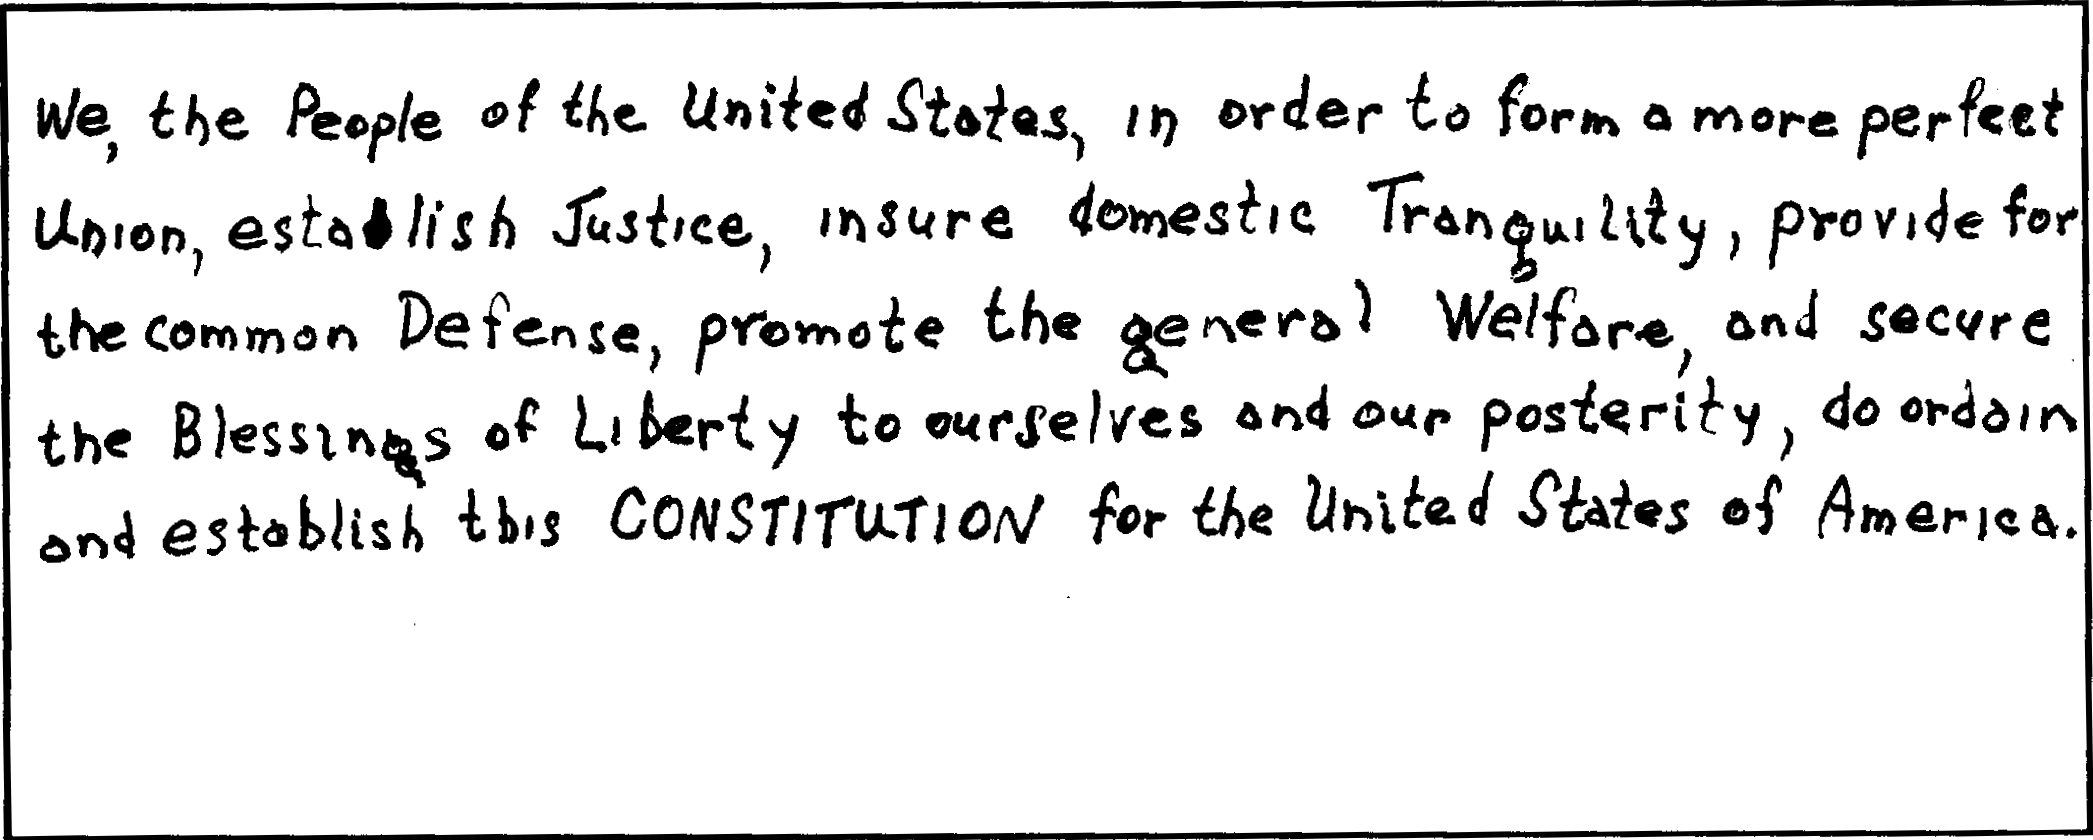 We, the People of the United States, in order to form a more perfect
Union, establish Justice, insure domestic Tranquility, provide for
the common Defense, promote the general Welfare, and secure
the Blessings of Liberty to ourselves and our posterity, do ordain
and establish this CONSTITUTION for the United States of America.